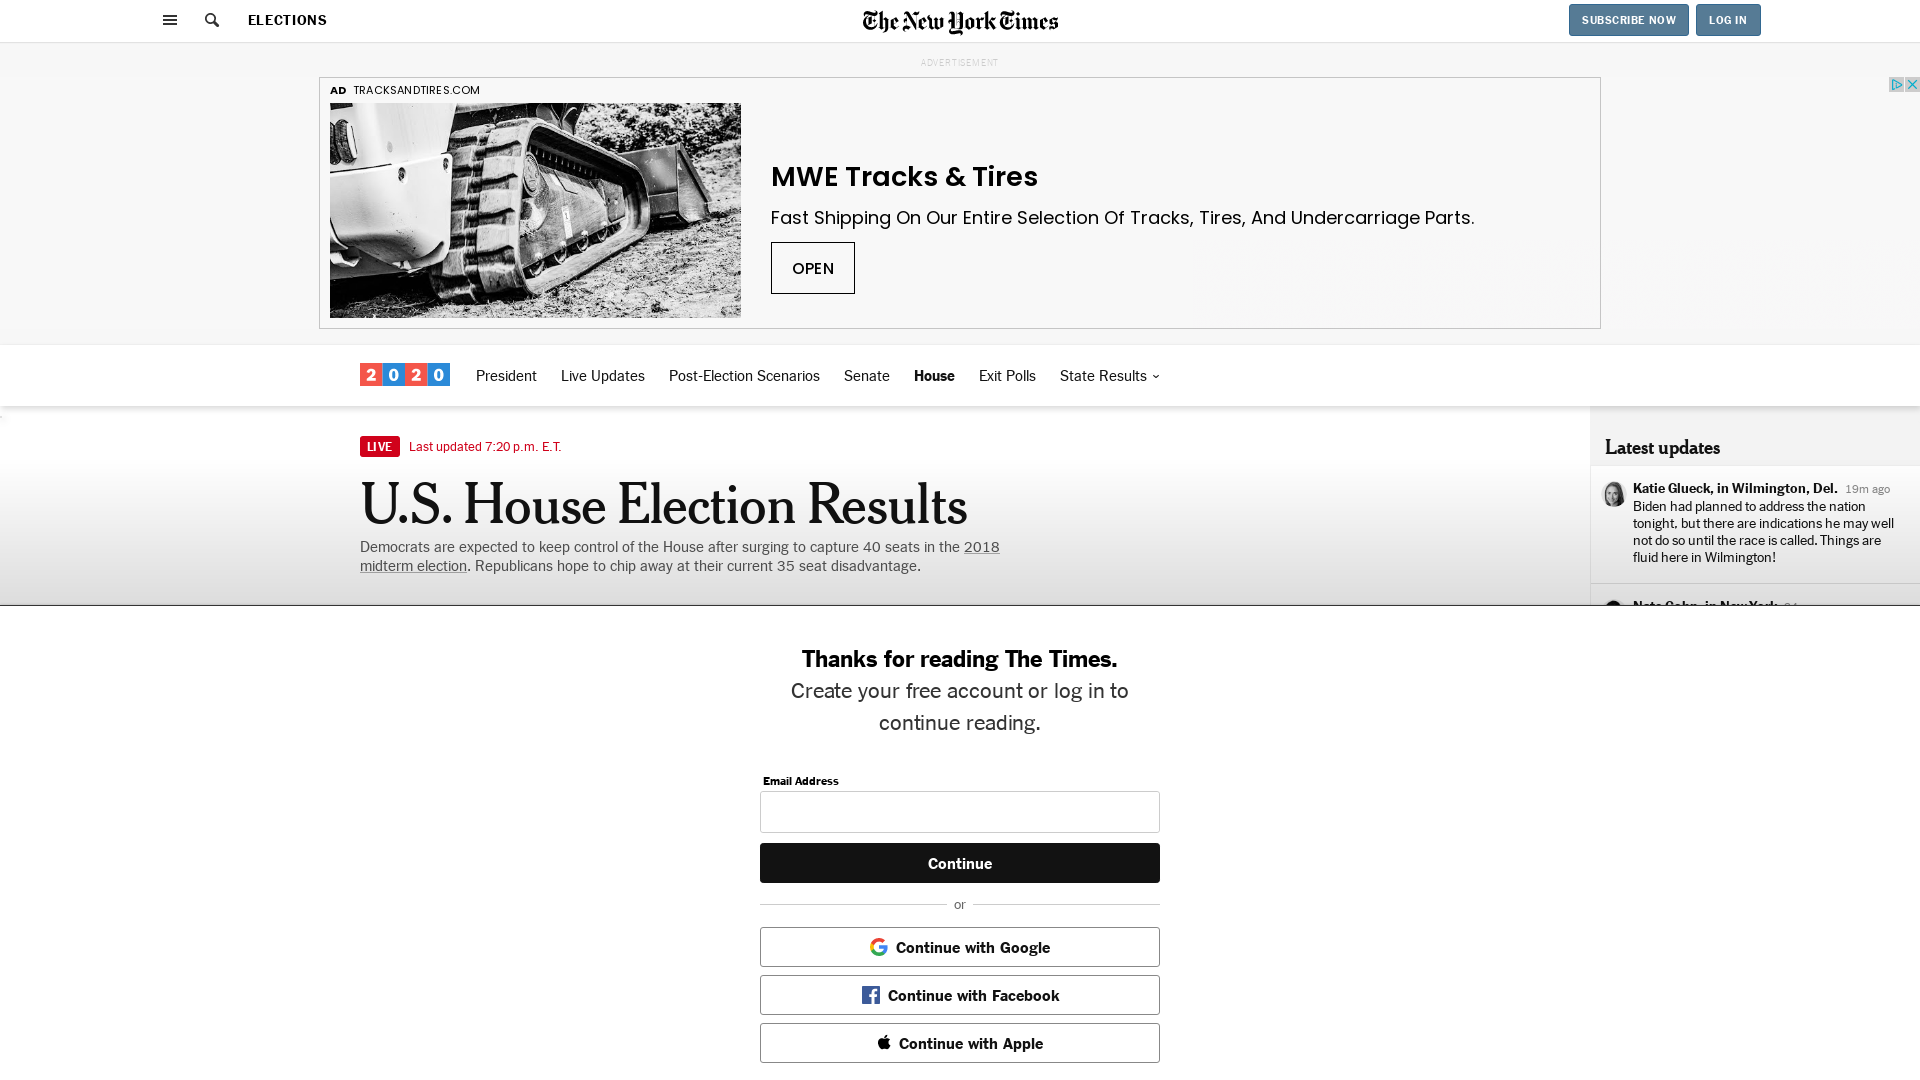 ELECTIONS
The New York Times
SUBSCRIBE NOW
LOG IN
ADVERTISEMENT
AD TRACKSANDTIRES.COM
MWE Tracks & Tires
Fast Shipping On Our Entire Selection Of Tracks, Tires, And Undercarriage Parts.
OPEN
2020
President
Live Updates
Post-Election Scenarios
Senate
House
Exit Polls
State Results
LIVE Last updated 7:20 p.m. E.T.
U.S. House Election Results
Democrats are expected to keep control of the House after surging to capture 40 seats in the 2018
midterm election. Republicans hope to chip away at their current 35 seat disadvantage.
Latest updates
Katie Glueck, in Wilmington, Del. 19m ago
Biden had planned to address the nation
tonight, but there are indications he may well
not do so until the race is called. Things are
fluid here in Wilmington!
Thanks for reading The Times.
Create your free account or log in to
continue reading.
Email Address
Continue
or
Continue with Google
Continue with Facebook
Continue with Apple